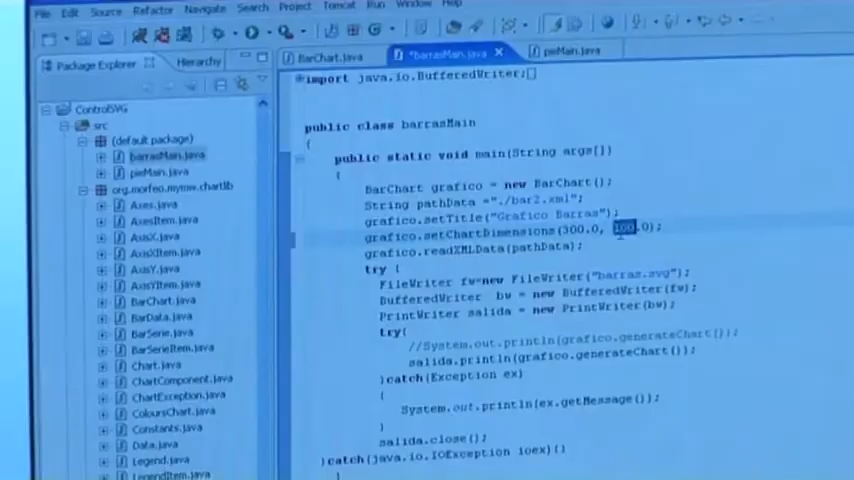 File Edit Source Refactor Navigate Search Project Tomcat Run Window Help
Package Explorer Hierarchy
ControlSVG
src
(default package)
barrasMain.java
pieMain.java
org.morfeo.mymw.chartlib
Axes.java
AxesItem.java
AxisX.java
AxisXItem.java
AxisY.java
AxisYItem.java
BarChart.java
BarData.java
BarSerie.java
BarSerieItem.java
Chart.java
ChartComponent.java
ChartException.java
ColoursChart.java
Constants.java
Data.java
Legend.java
LegendItem.java
BarChart.java *barrasMain.java pieMain.java
import java.io.BufferedWriter;
public class barrasMain
{
public static void main(String args[])
{
BarChart grafico = new BarChart();
String pathData ="./bar2.xml";
grafico.setTitle("Grafico Barras");
grafico.setChartDimensions(300.0, 100.0);
grafico.readXMLData(pathData);
try {
FileWriter fw=new FileWriter("barras.svg");
BufferedWriter bw = new BufferedWriter(fw);
PrintWriter salida = new PrintWriter(bw);
try{
//System.out.println(grafico.generateChart());
salida.println(grafico.generateChart());
}catch(Exception ex)
{
System.out.println(ex.getMessage());
}
salida.close();
}catch(java.io.IOException ioex){}
}